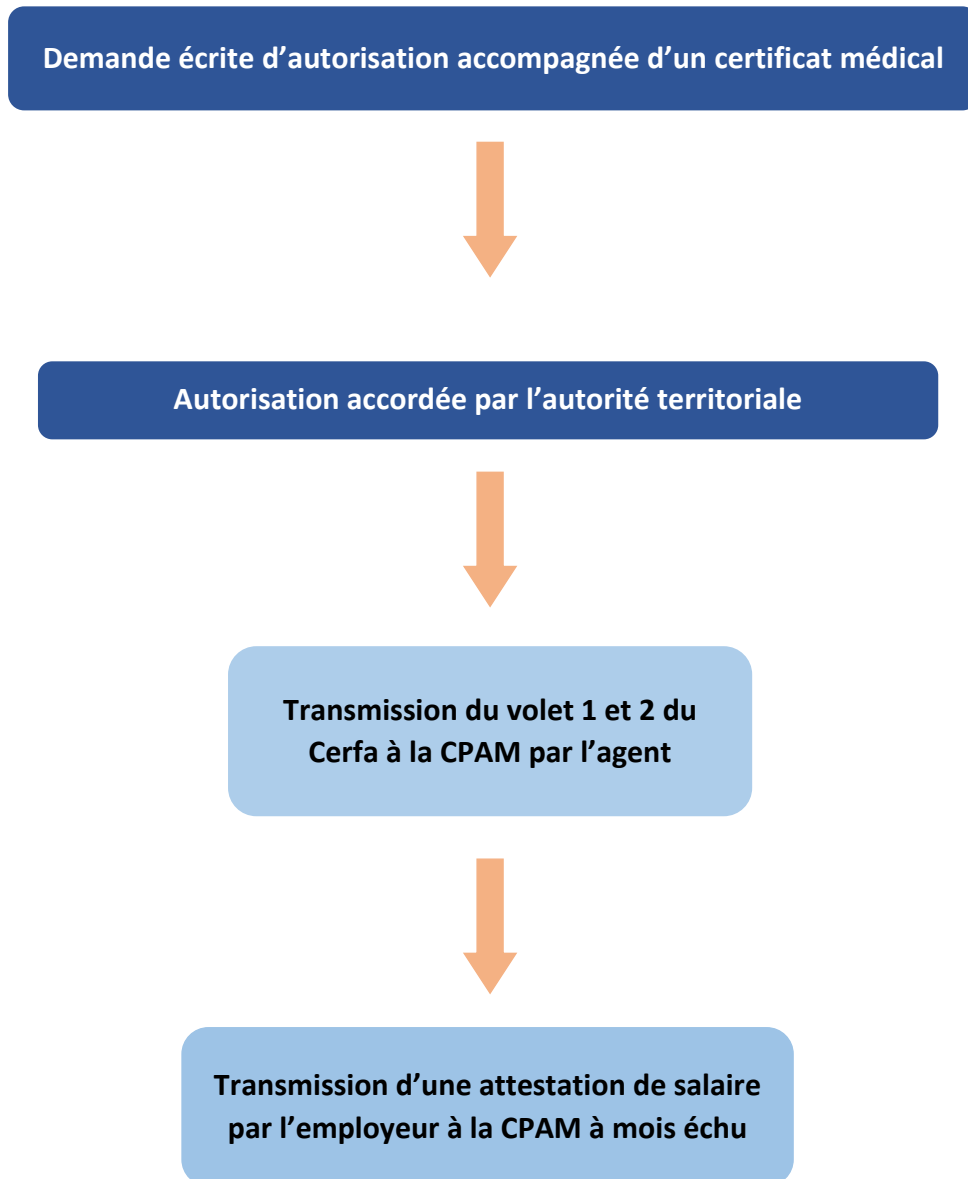 Demande écrite d’autorisation accompagnée d’un certificat médical
Autorisation accordée par l’autorité territoriale
Transmission du volet 1 et 2 du
Cerfa à la CPAM par l’agent
Transmission d’une attestation de salaire
par l’employeur à la CPAM à mois échu